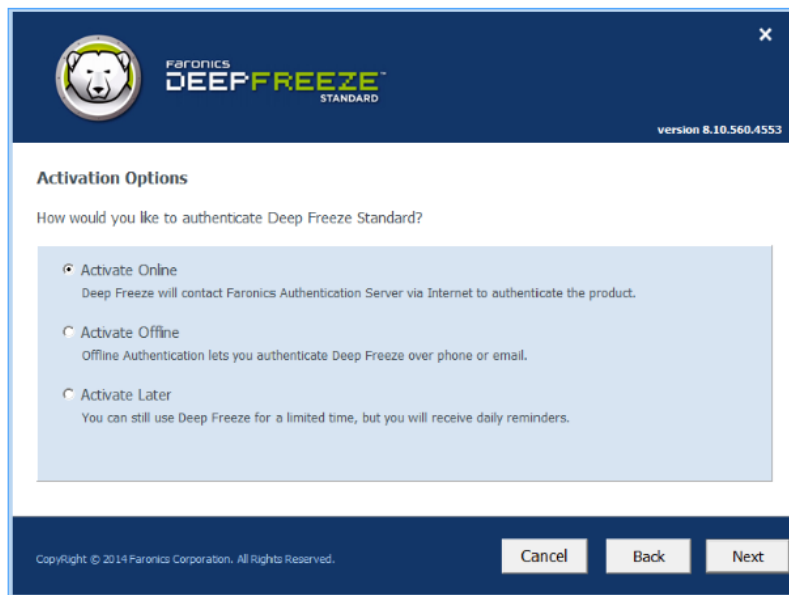 Faronics
DEEPFREEZE™
STANDARD
version 8.10.560.4553
Activation Options
How would you like to authenticate Deep Freeze Standard?
Activate Online
Deep Freeze will contact Faronics Authentication Server via Internet to authenticate the product.
Activate Offline
Offline Authentication lets you authenticate Deep Freeze over phone or email.
Activate Later
You can still use Deep Freeze for a limited time, but you will receive daily reminders.
CopyRight © 2014 Faronics Corporation. All Rights Reserved.
Cancel Back Next